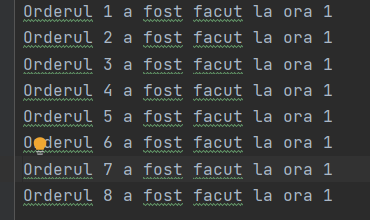 Orderul 1 a fost facut la ora 1
Orderul 2 a fost facut la ora 1
Orderul 3 a fost facut la ora 1
Orderul 4 a fost facut la ora 1
Orderul 5 a fost facut la ora 1
Orderul 6 a fost facut la ora 1
Orderul 7 a fost facut la ora 1
Orderul 8 a fost facut la ora 1